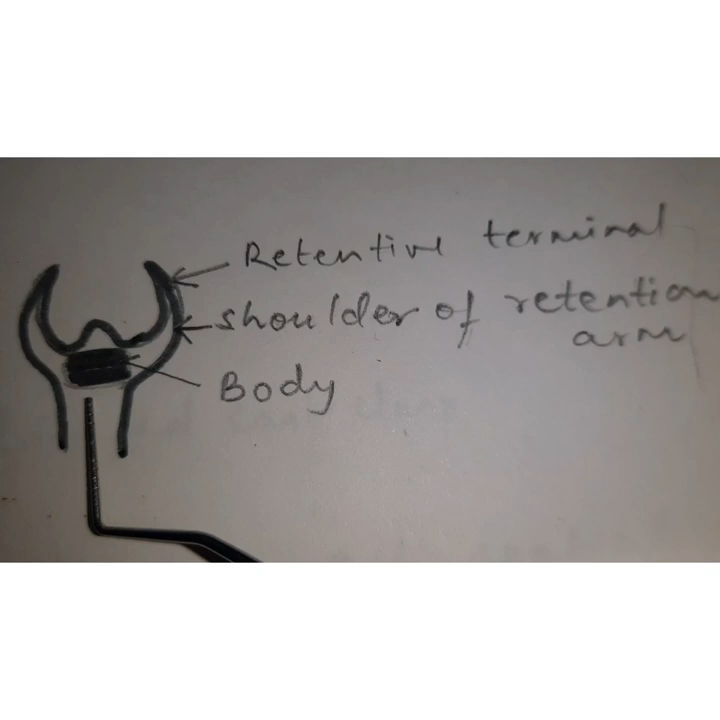 Retentive terminal
shoulder of retention
arm
Body